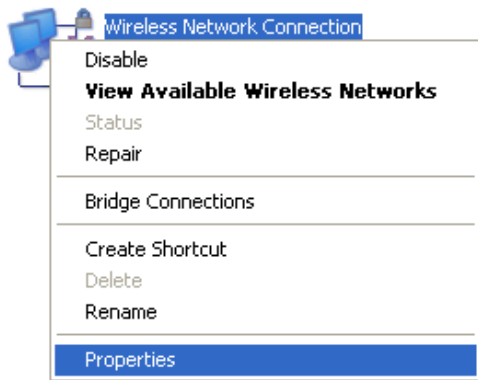 Wireless Network Connection
Disable
View Available Wireless Networks
Status
Repair
Bridge Connections
Create Shortcut
Delete
Rename
Properties